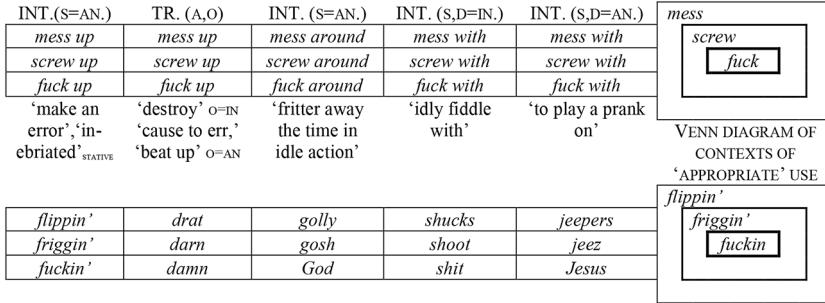 INT.(S=AN.) TR. (A,O) INT. (S=AN.) INT. (S,D=IN.) INT. (S,D=AN.)
mess up mess up mess around mess with mess with
screw up screw up screw around screw with screw with
fuck up fuck up fuck around fuck with fuck with
‘make an ‘destroy’ O=IN ‘fritter away ‘idly fiddle ‘to play a prank
error’,‘in- ‘cause to err,’ the time in with’ on’
ebriated’STATIVE ‘beat up’ O=AN idle action’
mess
screw
fuck
VENN DIAGRAM OF
CONTEXTS OF
‘APPROPRIATE’ USE
flippin’ drat golly shucks jeepers
friggin’ darn gosh shoot jeez
fuckin’ damn God shit Jesus
flippin’
friggin’
fuckin